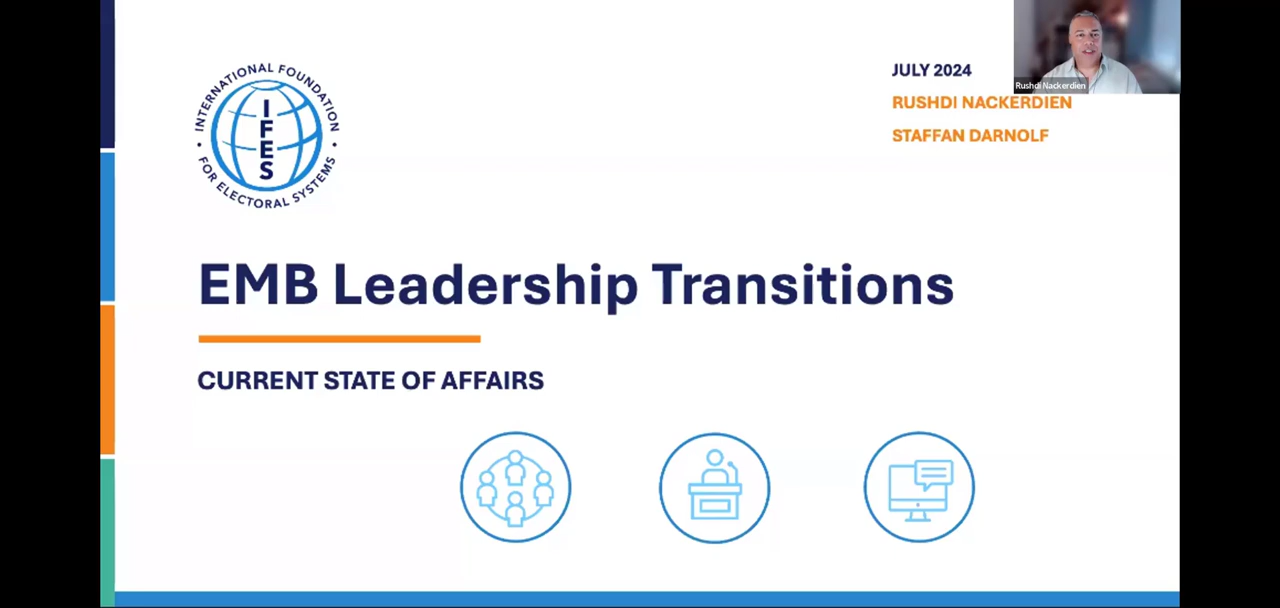 INTERNATIONAL FOUNDATION
FOR ELECTORAL SYSTEMS
IFES
JULY 2024
RUSHDI NACKERDIEN
STAFFAN DARNOLF
Rushdi Nackerdien
EMB Leadership Transitions
CURRENT STATE OF AFFAIRS